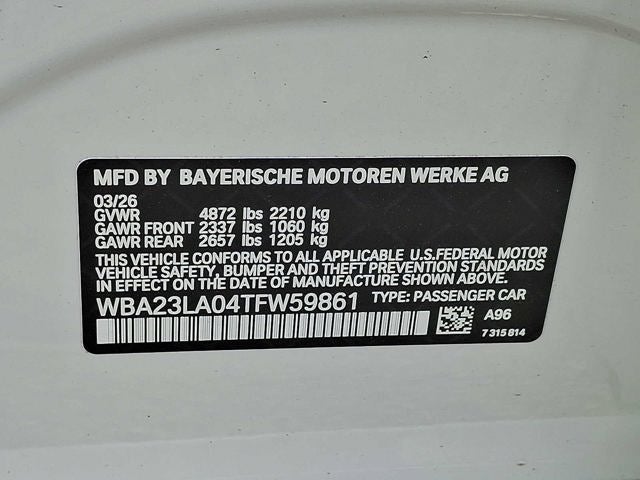 MFD BY BAYERISCHE MOTOREN WERKE AG
03/26
GVWR 4872 lbs 2210 kg
GAWR FRONT 2337 lbs 1060 kg
GAWR REAR 2657 lbs 1205 kg
THIS VEHICLE CONFORMS TO ALL APPLICABLE U.S.FEDERAL MOTOR
VEHICLE SAFETY, BUMPER, AND THEFT PREVENTION STANDARDS
IN EFFECT ON THE DATE OF MANUFACTURE SHOWN ABOVE.
WBA23LA04TFW59861 TYPE: PASSENGER CAR
A96
7 315 814